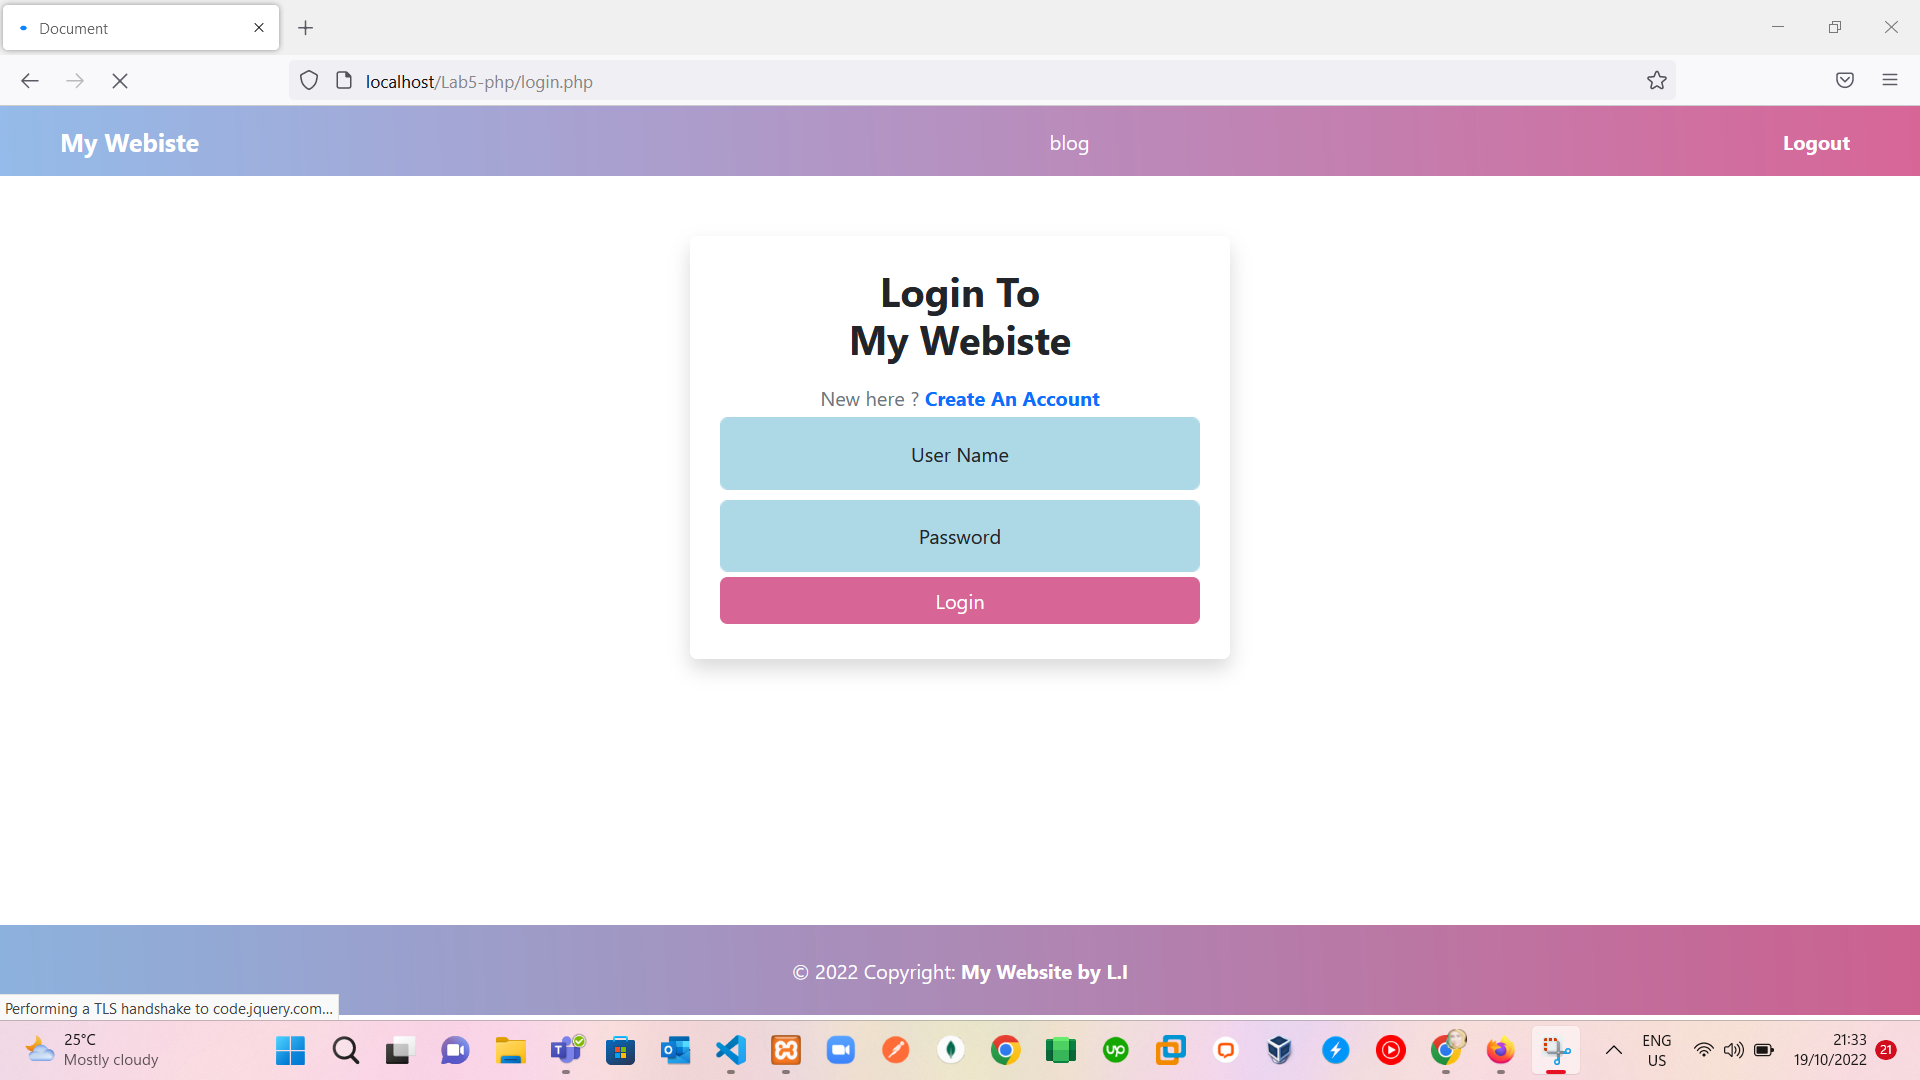 Document
localhost/Lab5-php/login.php
My Webiste
blog
Logout
Login To
My Webiste
New here ? Create An Account
User Name
Password
Login
© 2022 Copyright: My Website by L.I
Performing a TLS handshake to code.jquery.com...
25°C
Mostly cloudy
up
ENG
US
21:33
19/10/2022
21